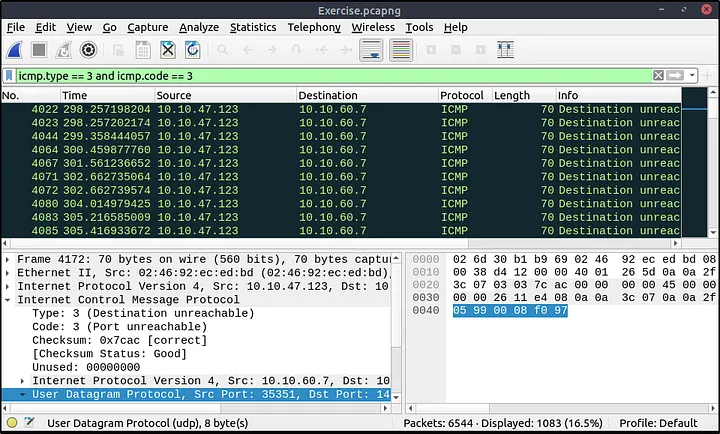 Exercise.pcapng
File Edit View Go Capture Analyze Statistics Telephony Wireless Tools Help
icmp.type == 3 and icmp.code == 3
No. Time Source Destination Protocol Length Info
4022 298.257198204 10.10.47.123 10.10.60.7 ICMP 70 Destination unreac
4023 298.257202174 10.10.47.123 10.10.60.7 ICMP 70 Destination unreac
4044 299.358444057 10.10.47.123 10.10.60.7 ICMP 70 Destination unreac
4064 300.459877760 10.10.47.123 10.10.60.7 ICMP 70 Destination unreac
4067 301.561236652 10.10.47.123 10.10.60.7 ICMP 70 Destination unreac
4071 302.662735064 10.10.47.123 10.10.60.7 ICMP 70 Destination unreac
4072 302.662739574 10.10.47.123 10.10.60.7 ICMP 70 Destination unreac
4080 304.014979425 10.10.47.123 10.10.60.7 ICMP 70 Destination unreac
4083 305.216585009 10.10.47.123 10.10.60.7 ICMP 70 Destination unreac
4085 305.416933672 10.10.47.123 10.10.60.7 ICMP 70 Destination unreac
Frame 4172: 70 bytes on wire (560 bits), 70 bytes captur
Ethernet II, Src: 02:46:92:ec:ed:bd (02:46:92:ec:ed:bd),
Internet Protocol Version 4, Src: 10.10.47.123, Dst: 10.
Internet Control Message Protocol
Type: 3 (Destination unreachable)
Code: 3 (Port unreachable)
Checksum: 0x7cac [correct]
[Checksum Status: Good]
Unused: 00000000
Internet Protocol Version 4, Src: 10.10.60.7, Dst: 10
User Datagram Protocol, Src Port: 35351, Dst Port: 14
0000 02 6d 30 b1 b9 69 02 46 92 ec ed bd 08
0010 00 38 d4 12 00 00 40 01 26 5d 0a 0a 2f
0020 3c 07 03 03 7c ac 00 00 00 00 45 00 00
0030 00 00 26 11 e4 08 0a 0a 3c 07 0a 0a 2f
0040 05 99 00 08 f0 97
User Datagram Protocol (udp), 8 byte(s)
Packets: 6544 · Displayed: 1083 (16.5%)
Profile: Default